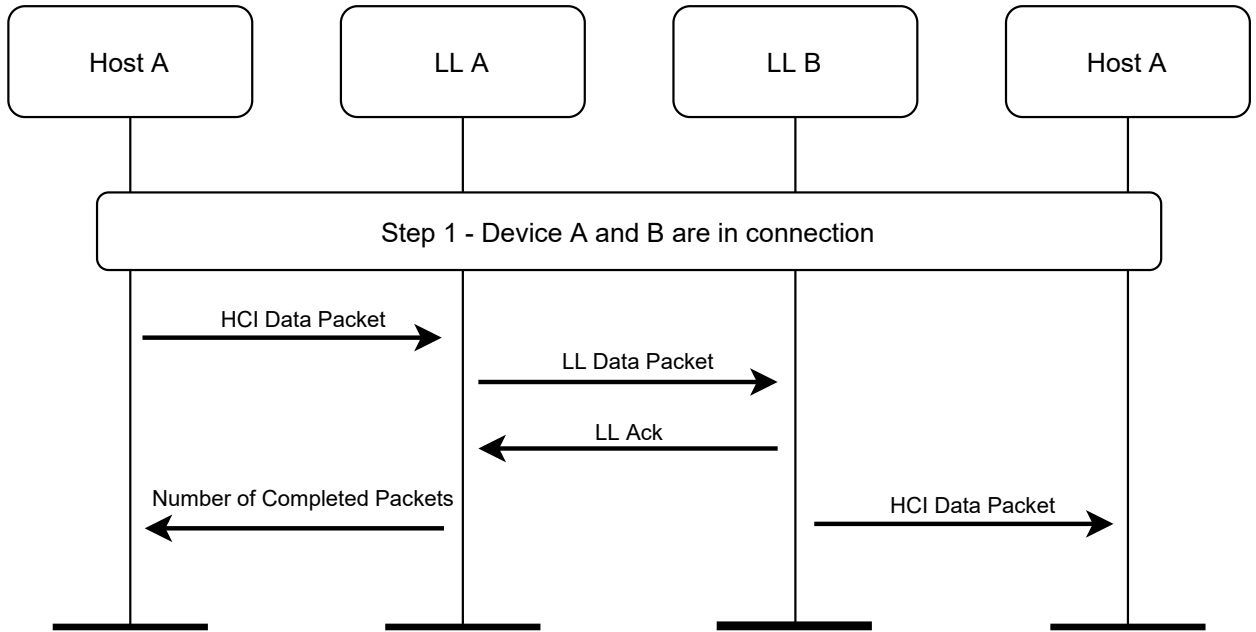 Host A
LL A
LL B
Host A
Step 1 - Device A and B are in connection
HCI Data Packet
LL Data Packet
LL Ack
Number of Completed Packets
HCI Data Packet